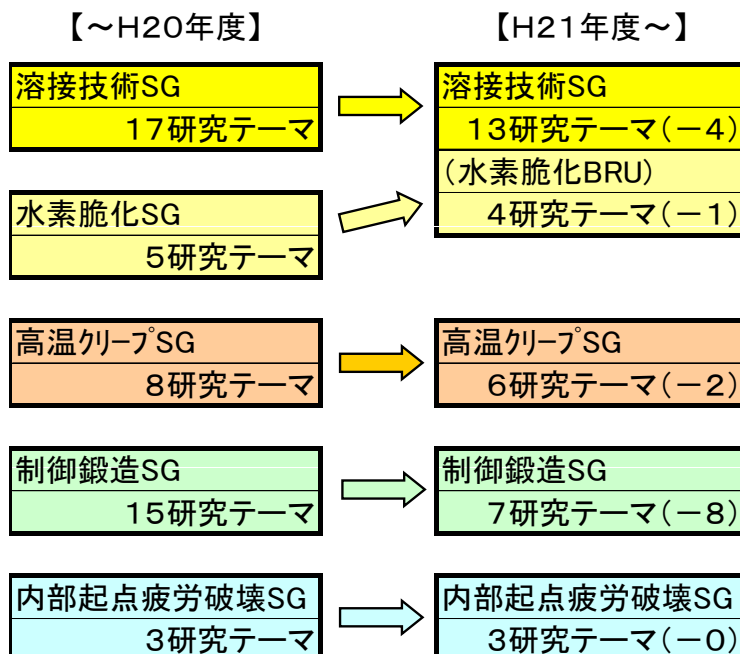 【～H20年度】
【H21年度～】
溶接技術SG
17研究テーマ
溶接技術SG
13研究テーマ(－4)
(水素脆化BRU)
4研究テーマ(－1)
水素脆化SG
5研究テーマ
高温ｸﾘｰﾌﾟSG
8研究テーマ
高温ｸﾘｰﾌﾟSG
6研究テーマ(－2)
制御鍛造SG
15研究テーマ
制御鍛造SG
7研究テーマ(－8)
内部起点疲労破壊SG
3研究テーマ
内部起点疲労破壊SG
3研究テーマ(－0)